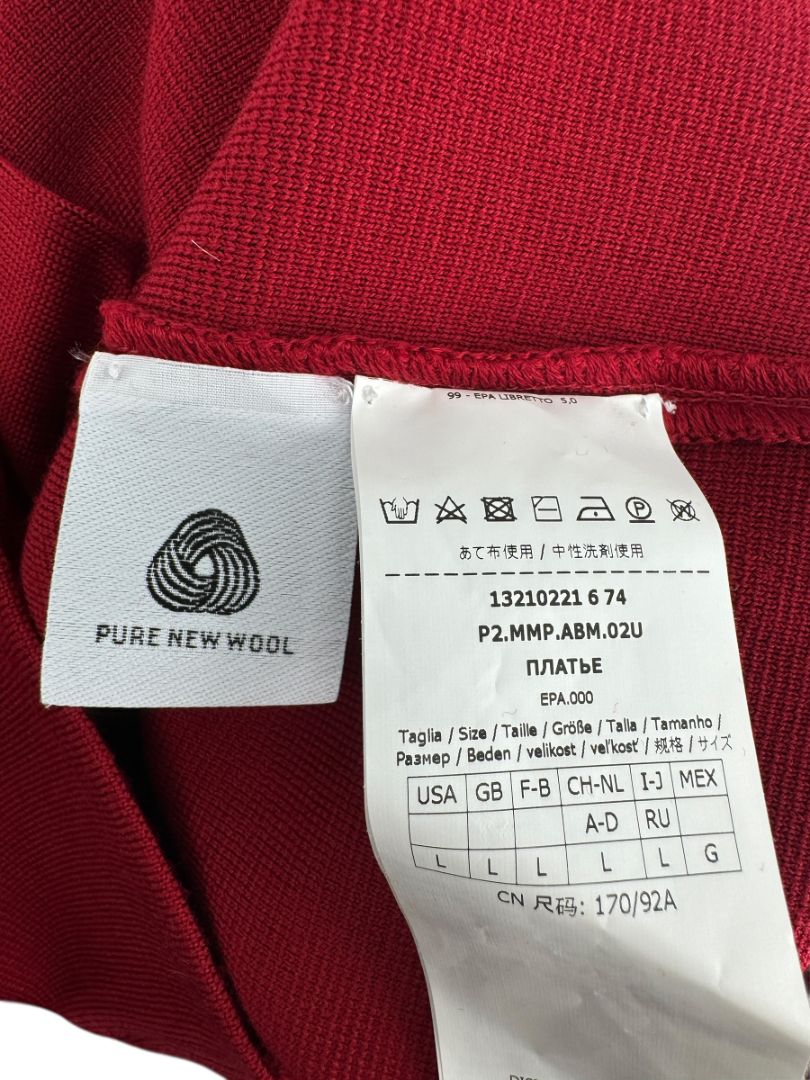 PURE NEW WOOL
99 - EPA LIBRETTO 5,0
あて布使用 / 中性洗剤使用
13210221 6 74
P2.MMP.ABM.02U
ПЛАТЬЕ
EPA.000
Taglia / Size / Taille / Größe / Talla / Tamanho /
Размер / Beden / velikost / veľkosť / 规格 / サイズ
USA GB F-B CH-NL I-J MEX
A-D RU
L L L L L G
CN 尺码: 170/92A